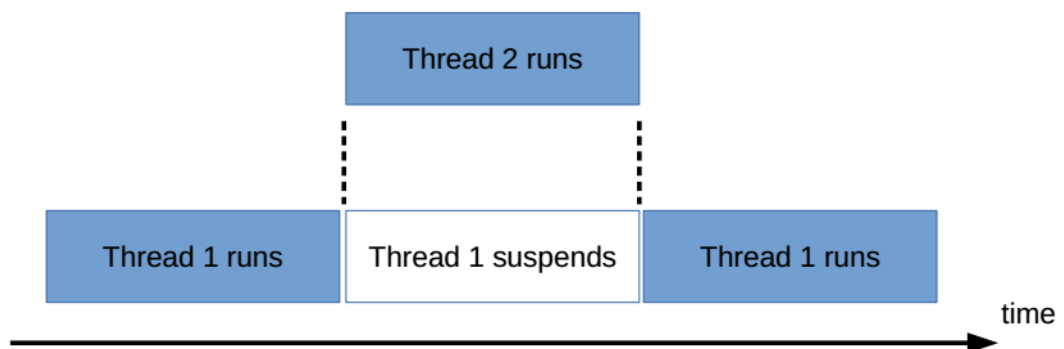 Thread 2 runs
Thread 1 runs
Thread 1 suspends
Thread 1 runs
time